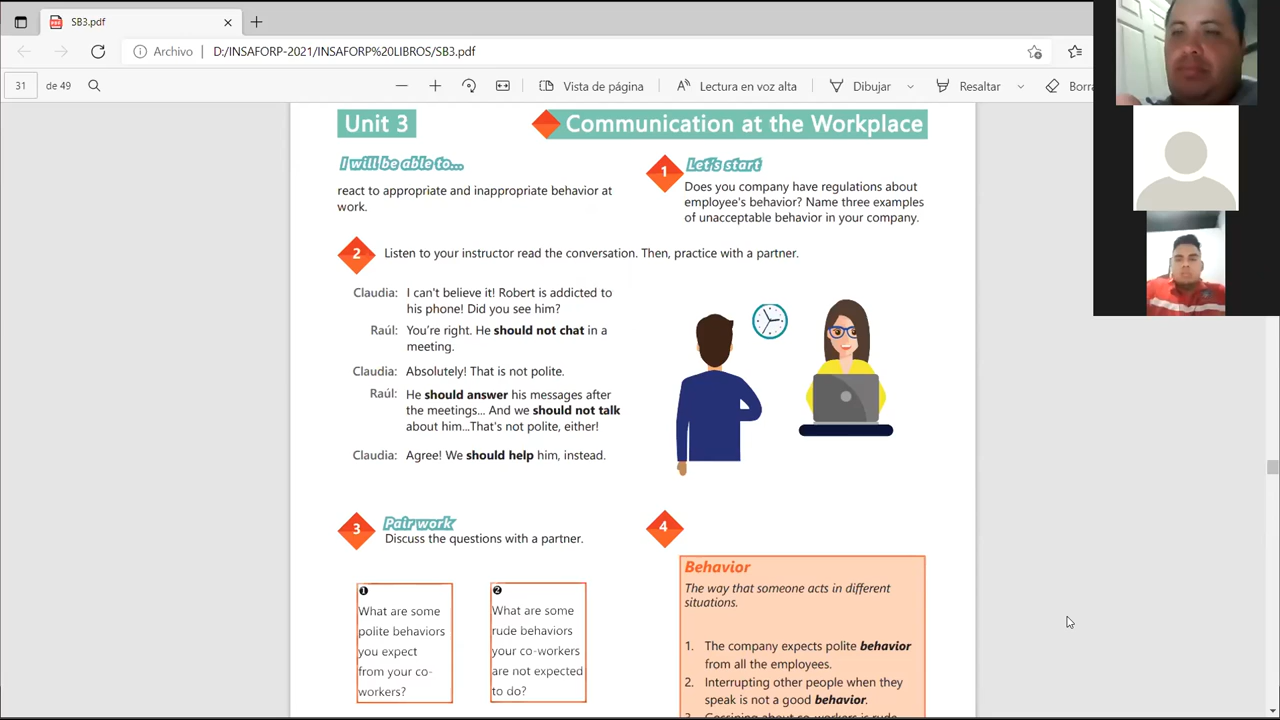 SB3.pdf
Archivo
D:/INSAFORP-2021/INSAFORP%20LIBROS/SB3.pdf
31
de 49
Vista de página
Lectura en voz alta
Dibujar
Resaltar
Borra
Unit 3
Communication at the Workplace
I will be able to...
react to appropriate and inappropriate behavior at
work.
1
Let's start
Does you company have regulations about
employee's behavior? Name three examples
of unacceptable behavior in your company.
2
Listen to your instructor read the conversation. Then, practice with a partner.
Claudia: I can't believe it! Robert is addicted to
his phone! Did you see him?
Raúl: You're right. He should not chat in a
meeting.
Claudia: Absolutely! That is not polite.
Raúl: He should answer his messages after
the meetings... And we should not talk
about him...That's not polite, either!
Claudia: Agree! We should help him, instead.
3
Pair work
Discuss the questions with a partner.
1
What are some
polite behaviors
you expect
from your co-
workers?
2
What are some
rude behaviors
your co-workers
are not expected
to do?
4
Behavior
The way that someone acts in different
situations.
1. The company expects polite behavior
from all the employees.
2. Interrupting other people when they
speak is not a good behavior.
3. Gossiping about co-workers is rude